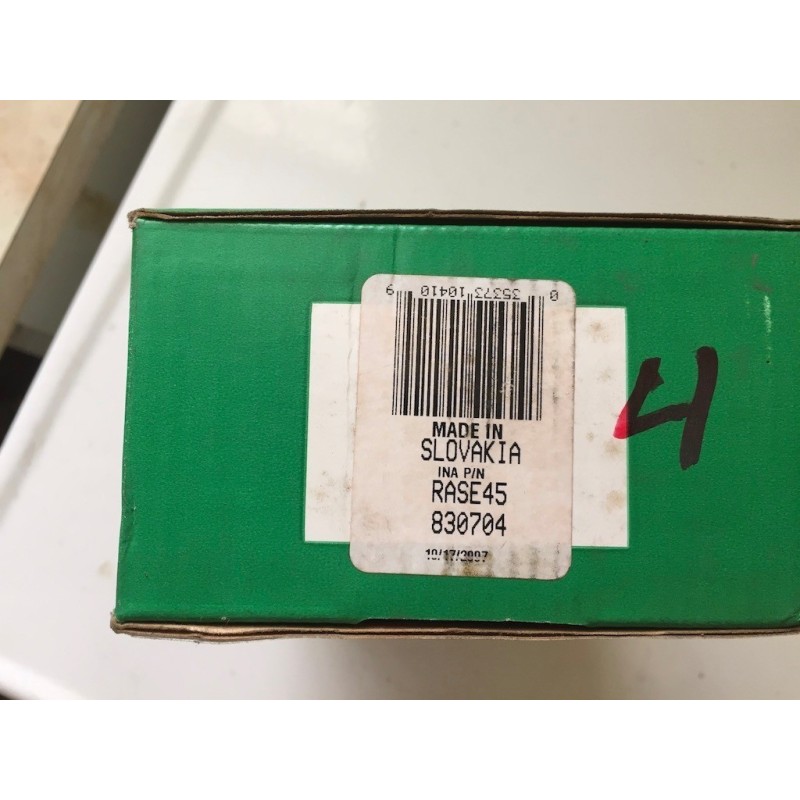 0 35373 10410 9
MADE IN
SLOVAKIA
INA P/N
RASE45
830704
10/17/2007
4